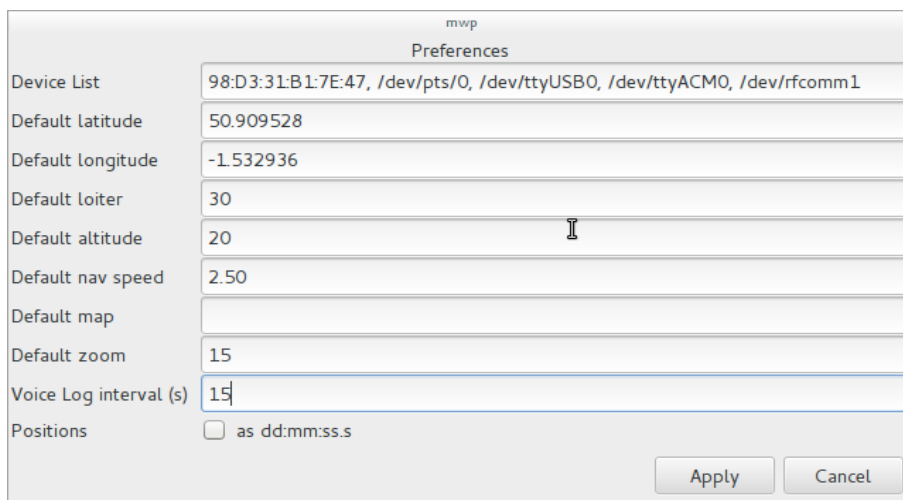 mwp
Preferences
Device List 98:D3:31:B1:7E:47, /dev/pts/0, /dev/ttyUSB0, /dev/ttyACM0, /dev/rfcomm1
Default latitude 50.909528
Default longitude -1.532936
Default loiter 30
Default altitude 20
Default nav speed 2.50
Default map
Default zoom 15
Voice Log interval (s) 15
Positions as dd:mm:ss.s
Apply Cancel